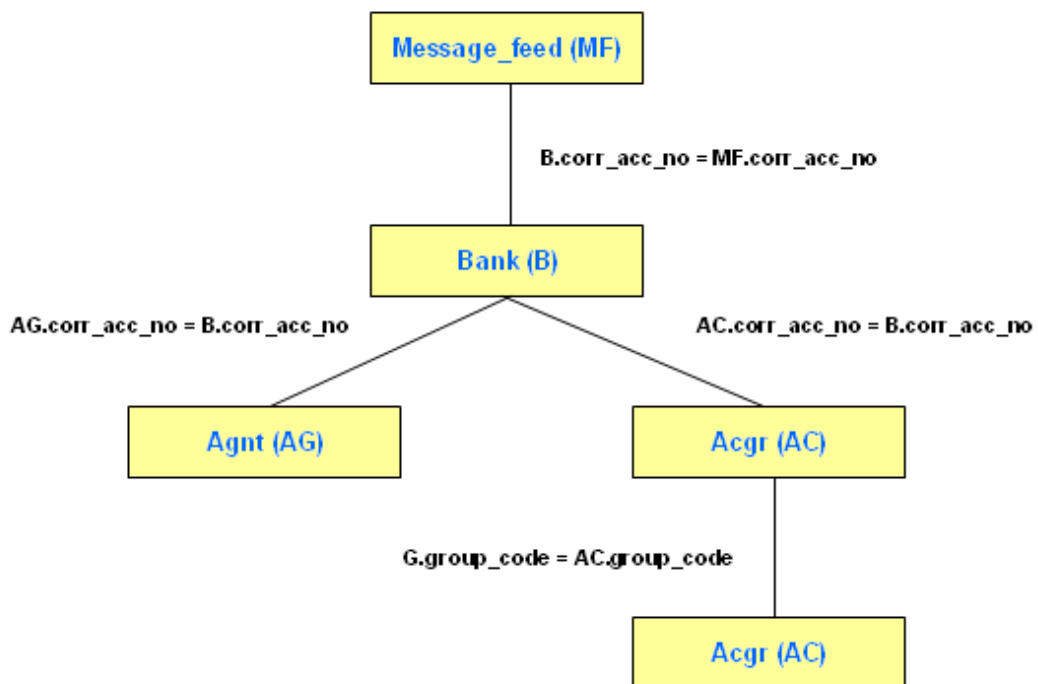 Message_feed (MF)
B.corr_acc_no = MF.corr_acc_no
Bank (B)
AG.corr_acc_no = B.corr_acc_no
AC.corr_acc_no = B.corr_acc_no
Agnt (AG)
Acgr (AC)
G.group_code = AC.group_code
Acgr (AC)